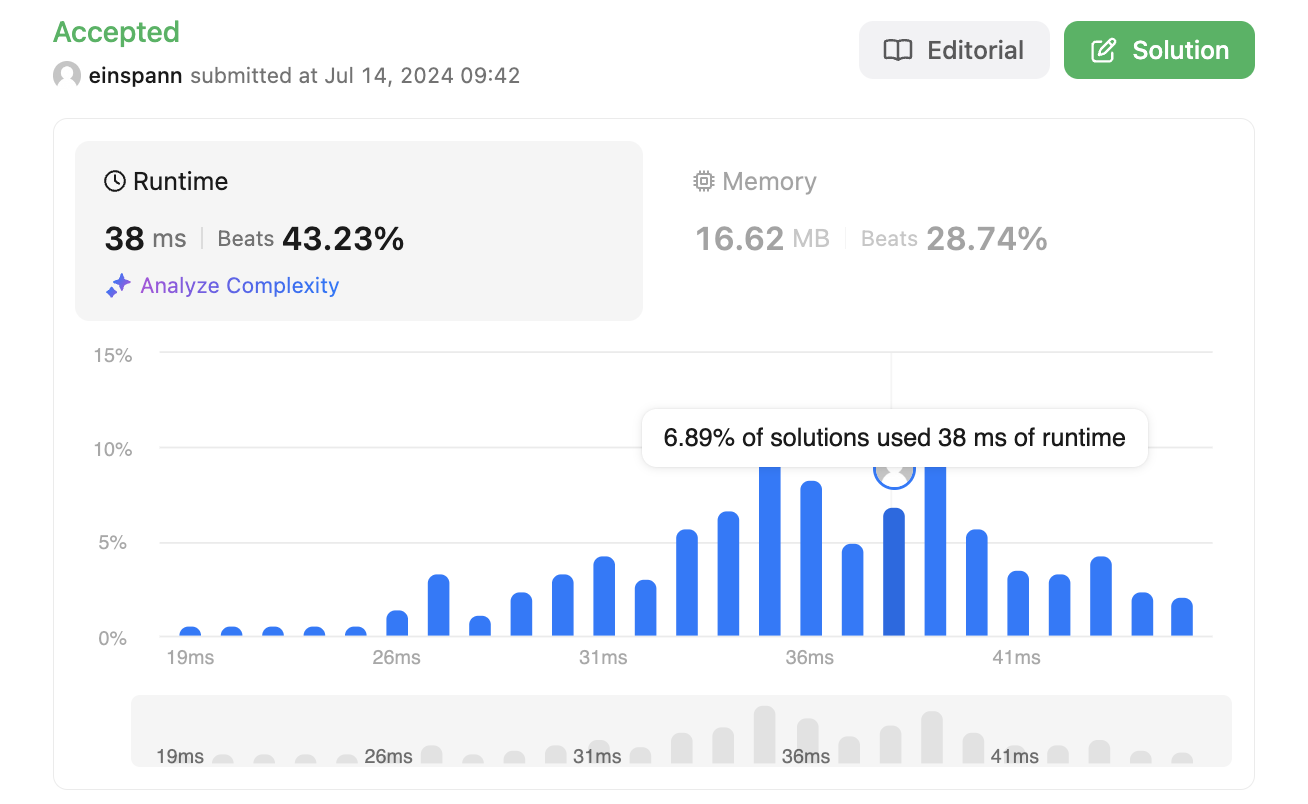 Accepted
einspann submitted at Jul 14, 2024 09:42
Editorial
Solution
Runtime
38 ms Beats 43.23%
Analyze Complexity
Memory
16.62 MB Beats 28.74%
15%
10%
5%
0%
6.89% of solutions used 38 ms of runtime
19ms 26ms 31ms 36ms 41ms
19ms 26ms 31ms 36ms 41ms